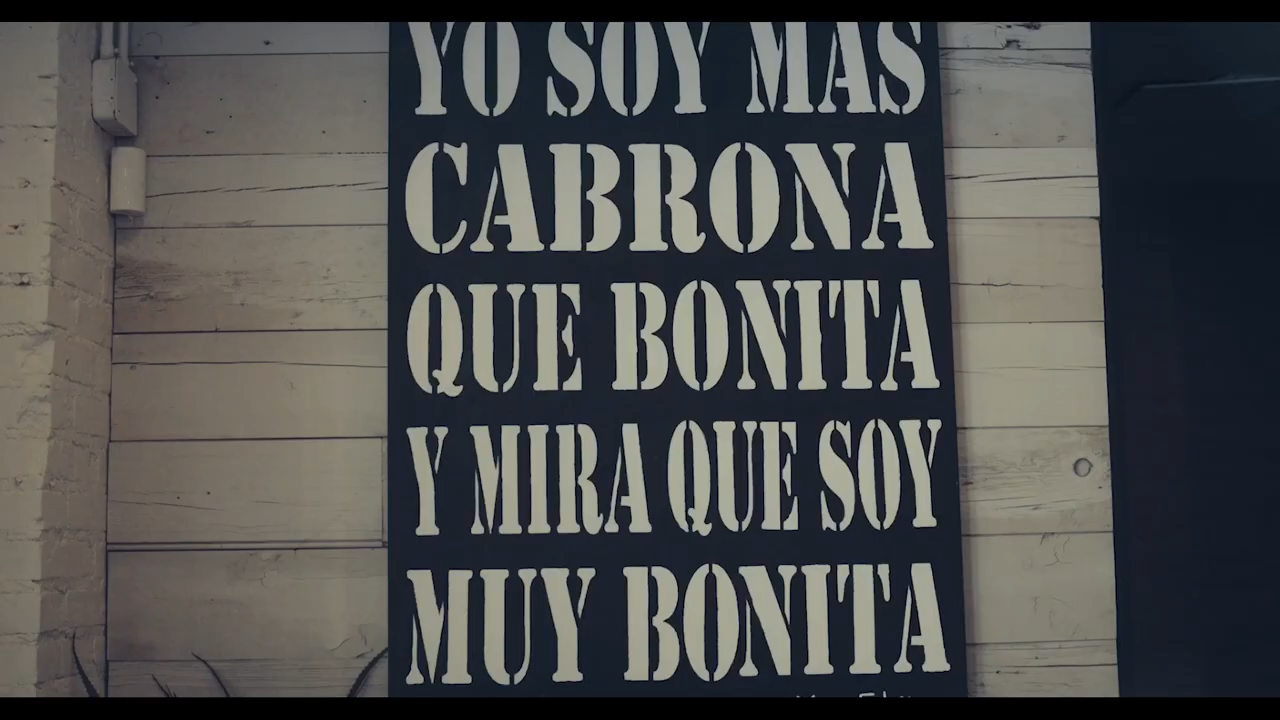 YO SOY MAS
CABRONA
QUE BONITA
Y MIRA QUE SOY
MUY BONITA